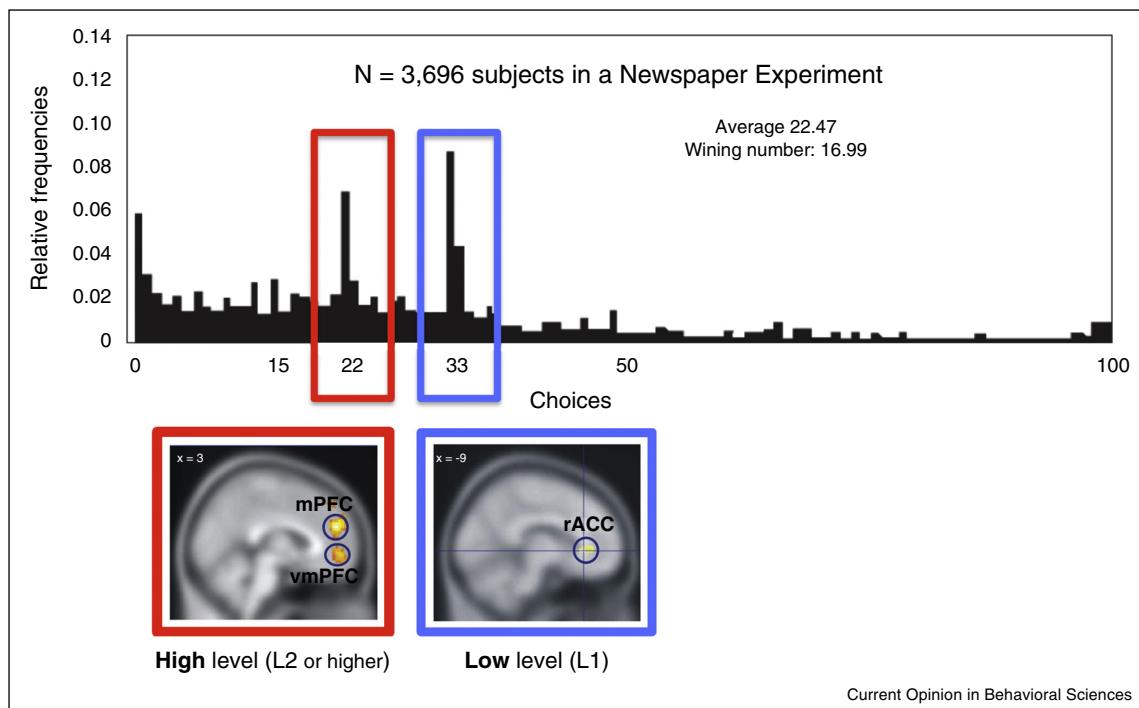 0.14
0.12
0.10
0.08
0.06
0.04
0.02
0
Relative frequencies
N = 3,696 subjects in a Newspaper Experiment
Average 22.47
Wining number: 16.99
0 15 22 33 50 100
Choices
x = 3
mPFC
vmPFC
x = -9
rACC
High level (L2 or higher)
Low level (L1)
Current Opinion in Behavioral Sciences